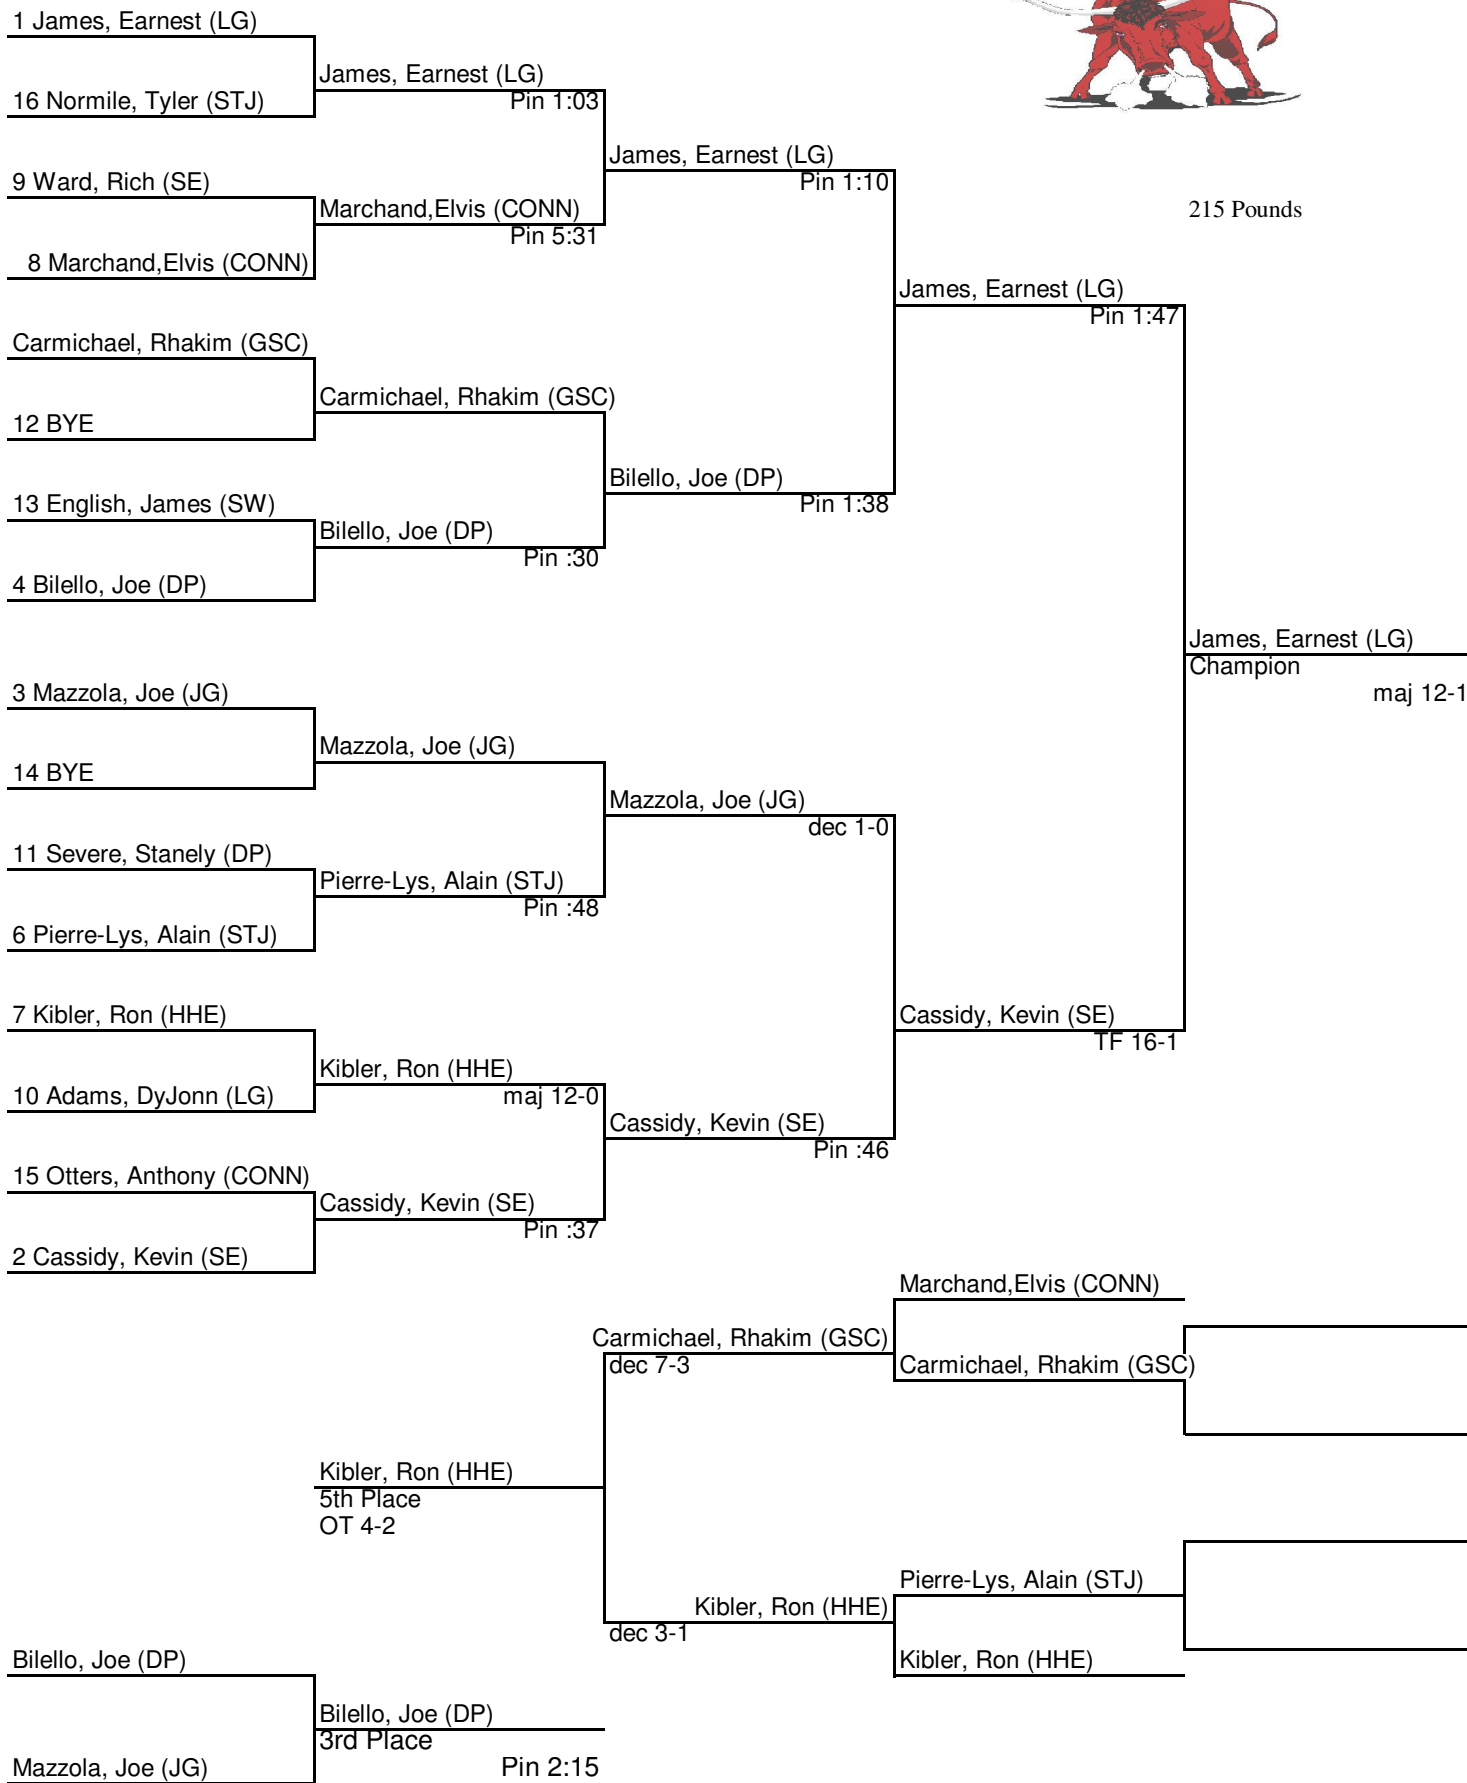 1 James, Earnest (LG)
James, Earnest (LG)
16 Normile, Tyler (STJ)
Pin 1:03
James, Earnest (LG)
9 Ward, Rich (SE)
Pin 1:10
Marchand,Elvis (CONN)
215 Pounds
Pin 5:31
8 Marchand,Elvis (CONN)
James, Earnest (LG)
Pin 1:47
Carmichael, Rhakim (GSC)
Carmichael, Rhakim (GSC)
12 BYE
Bilello, Joe (DP)
13 English, James (SW)
Pin 1:38
Bilello, Joe (DP)
Pin :30
4 Bilello, Joe (DP)
James, Earnest (LG)
Champion
3 Mazzola, Joe (JG)
maj 12-1
Mazzola, Joe (JG)
14 BYE
Mazzola, Joe (JG)
dec 1-0
11 Severe, Stanely (DP)
Pierre-Lys, Alain (STJ)
Pin :48
6 Pierre-Lys, Alain (STJ)
7 Kibler, Ron (HHE)
Cassidy, Kevin (SE)
TF 16-1
Kibler, Ron (HHE)
10 Adams, DyJonn (LG)
maj 12-0
Cassidy, Kevin (SE)
Pin :46
15 Otters, Anthony (CONN)
Cassidy, Kevin (SE)
Pin :37
2 Cassidy, Kevin (SE)
Marchand,Elvis (CONN)
Carmichael, Rhakim (GSC)
dec 7-3
Carmichael, Rhakim (GSC)
Kibler, Ron (HHE)
5th Place
OT 4-2
Pierre-Lys, Alain (STJ)
Kibler, Ron (HHE)
dec 3-1
Kibler, Ron (HHE)
Bilello, Joe (DP)
Bilello, Joe (DP)
3rd Place
Mazzola, Joe (JG)
Pin 2:15